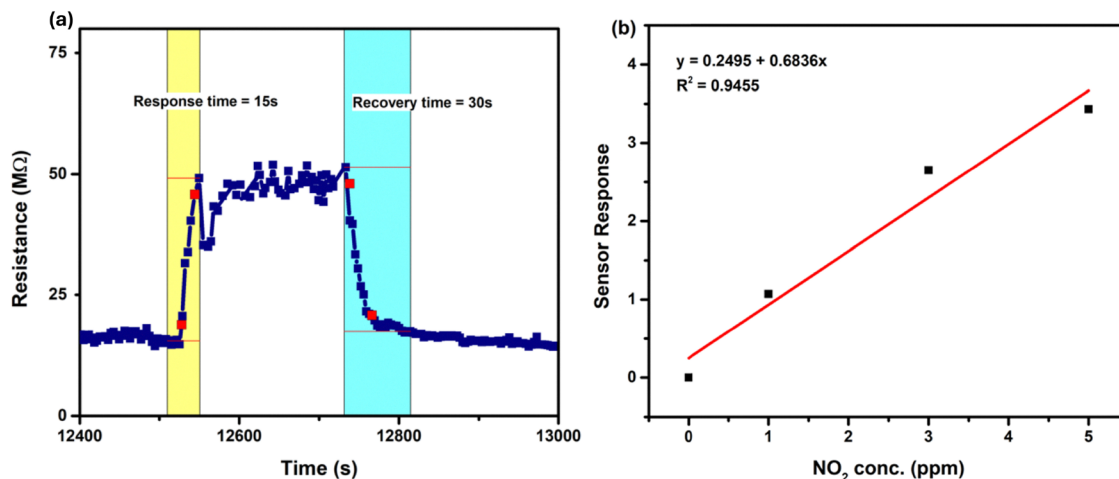 (a)
75
50
25
0
Resistance (MΩ)
Response time = 15s
Recovery time = 30s
12400
12600
12800
13000
Time (s)
(b)
y = 0.2495 + 0.6836x
R² = 0.9455
4
3
2
1
0
Sensor Response
0
1
2
3
4
5
NO₂ conc. (ppm)